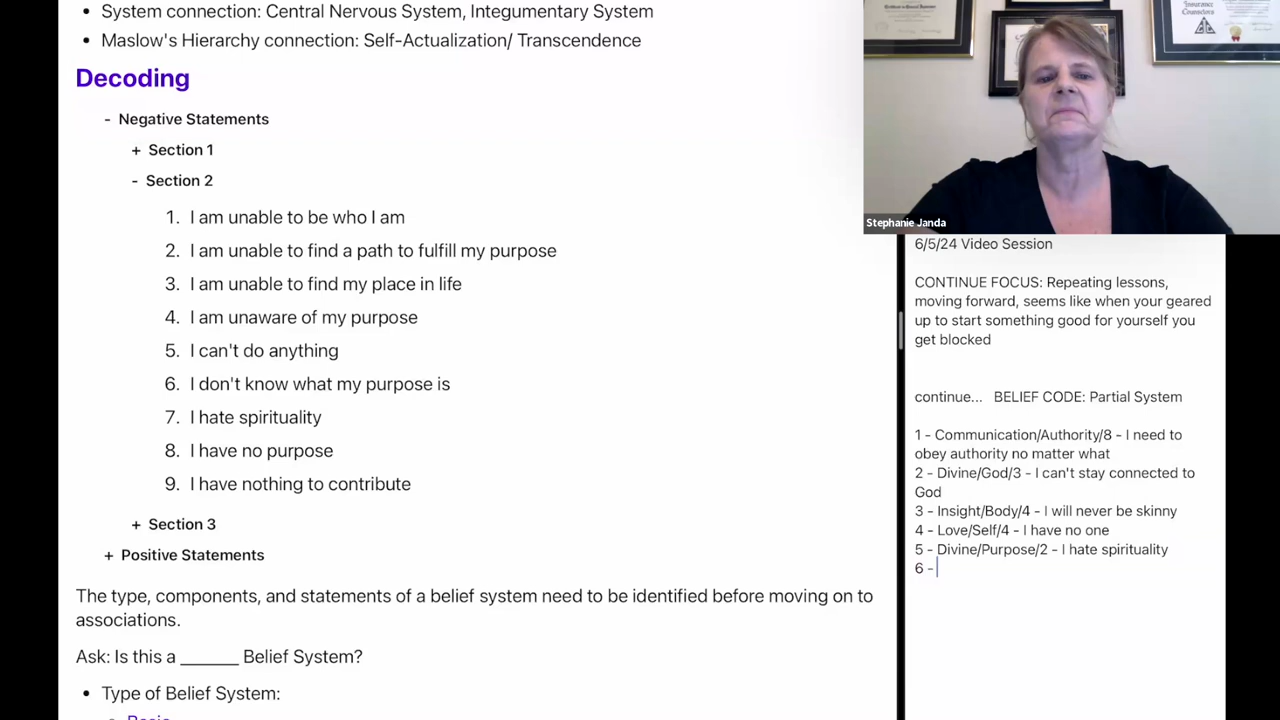 • System connection: Central Nervous System, Integumentary System
• Maslow's Hierarchy connection: Self-Actualization/ Transcendence
Decoding
- Negative Statements
+ Section 1
- Section 2
1. I am unable to be who I am
2. I am unable to find a path to fulfill my purpose
3. I am unable to find my place in life
4. I am unaware of my purpose
5. I can't do anything
6. I don't know what my purpose is
7. I hate spirituality
8. I have no purpose
9. I have nothing to contribute
+ Section 3
+ Positive Statements
The type, components, and statements of a belief system need to be identified before moving on to
associations.
Ask: Is this a ______ Belief System?
• Type of Belief System:
Insurance
Counselors
Stephanie Janda
6/5/24 Video Session
CONTINUE FOCUS: Repeating lessons,
moving forward, seems like when your geared
up to start something good for yourself you
get blocked
continue... BELIEF CODE: Partial System
1 - Communication/Authority/8 - I need to
obey authority no matter what
2 - Divine/God/3 - I can't stay connected to
God
3 - Insight/Body/4 - I will never be skinny
4 - Love/Self/4 - I have no one
5 - Divine/Purpose/2 - I hate spirituality
6 -